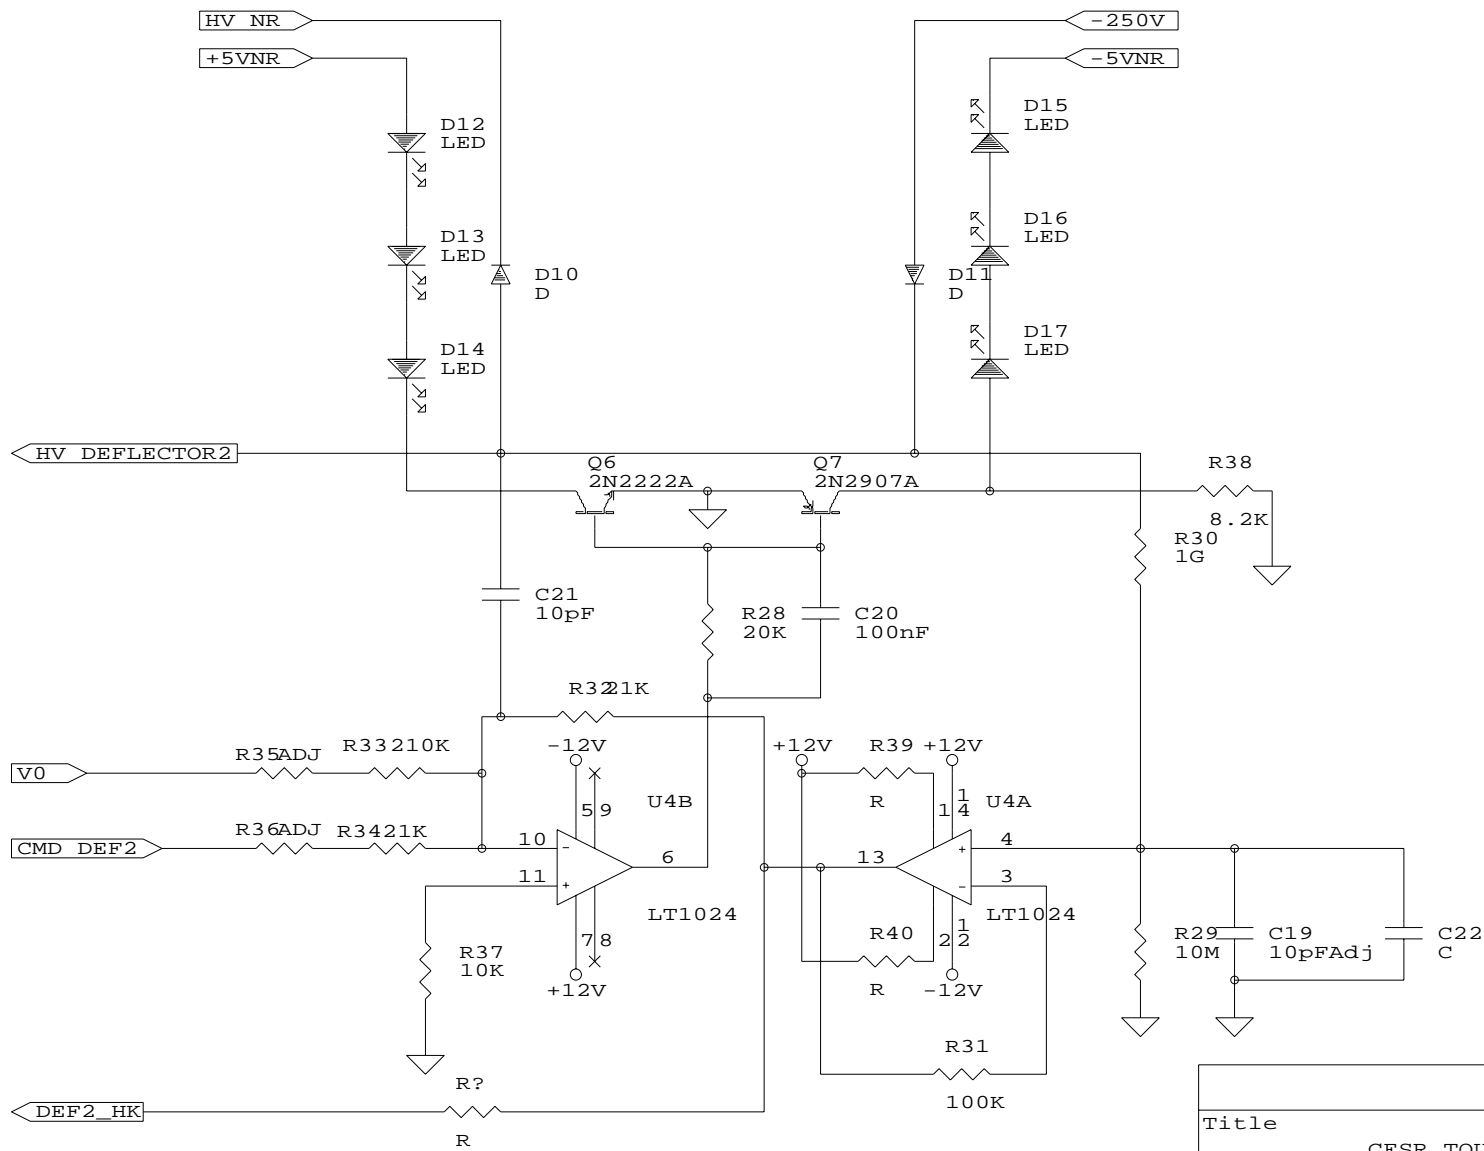 HV NR
-250V
+5VNR
-5VNR
D12
LED
D15
LED
D13
LED
D16
LED
D10
D
D11
D
D14
LED
D17
LED
HV DEFLECTOR2
Q6
2N2222A
Q7
2N2907A
R38
8.2K
R30
1G
C21
10pF
R28
20K
C20
100nF
R32 21K
V0
R35 ADJ
R33 210K
-12V
5 9
U4B
+12V
R39
R
+12V
1
1 4
U4A
CMD DEF2
R36 ADJ
R34 21K
10
-
11
+
6
13
+
4
-
3
LT1024
LT1024
7 8
+12V
R37
10K
R40
R
1
2 2
-12V
R29
10M
C19
10pFAdj
C22
C
R31
100K
DEF2_HK
R?
R
Title